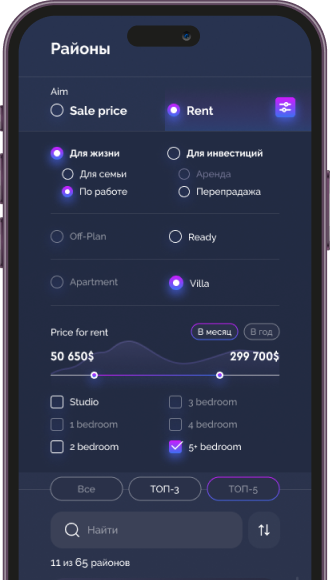 Районы
Aim
Sale price Rent
Для жизни Для инвестиций
Для семьи Аренда
По работе Перепрадажа
Off-Plan Ready
Apartment Villa
Price for rent В месяц В год
50 650$ 299 700$
Studio 3 bedroom
1 bedroom 4 bedroom
2 bedroom 5+ bedroom
Все ТОП-3 ТОП-5
Найти
11 из 65 районов